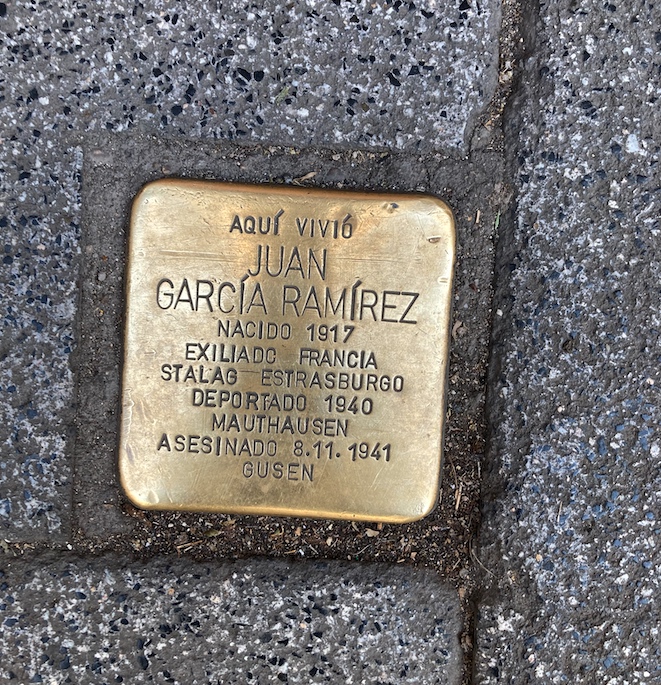 AQUÍ VIVIÓ
JUAN
GARCÍA RAMÍREZ
NACIDO 1917
EXILIADO FRANCIA
STALAG ESTRASBURGO
DEPORTADO 1940
MAUTHAUSEN
ASESINADO 8.11.1941
GUSEN